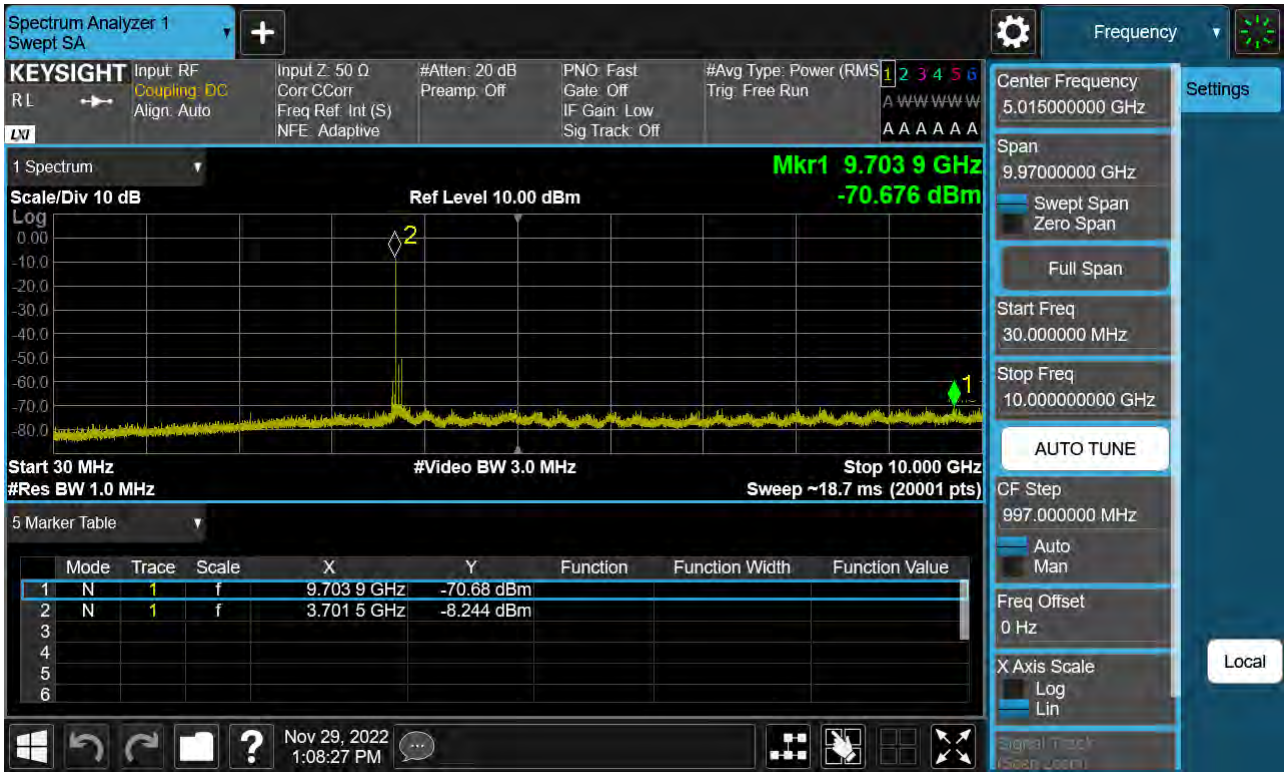 Spectrum Analyzer 1
Swept SA
Frequency
KEYSIGHT
Input: RF
Input Z: 50 Ω
#Atten: 20 dB
PNO: Fast
#Avg Type: Power (RMS
1 2 3 4 5 6
RL
Coupling: DC
Corr CCorr
Preamp: Off
Gate: Off
Trig: Free Run
A W W W W W
Align: Auto
Freq Ref: Int (S)
IF Gain: Low
LXI
NFE: Adaptive
Sig Track: Off
A A A A A A
1 Spectrum
Mkr1 9.703 9 GHz
Scale/Div 10 dB
Ref Level 10.00 dBm
-70.676 dBm
Log
0.00
-10.0
-20.0
-30.0
-40.0
-50.0
-60.0
-70.0
-80.0
2
1
Start 30 MHz
#Video BW 3.0 MHz
Stop 10.000 GHz
#Res BW 1.0 MHz
Sweep ~18.7 ms (20001 pts)
5 Marker Table
Mode Trace Scale X Y Function Function Width Function Value
1 N 1 f 9.703 9 GHz -70.68 dBm
2 N 1 f 3.701 5 GHz -8.244 dBm
3
4
5
6
Nov 29, 2022
1:08:27 PM
Center Frequency
5.015000000 GHz
Settings
Span
9.97000000 GHz
Swept Span
Zero Span
Full Span
Start Freq
30.000000 MHz
Stop Freq
10.000000000 GHz
AUTO TUNE
CF Step
997.000000 MHz
Auto
Man
Freq Offset
0 Hz
X Axis Scale
Log
Lin
Local
Signal Track
(Span Zoom)